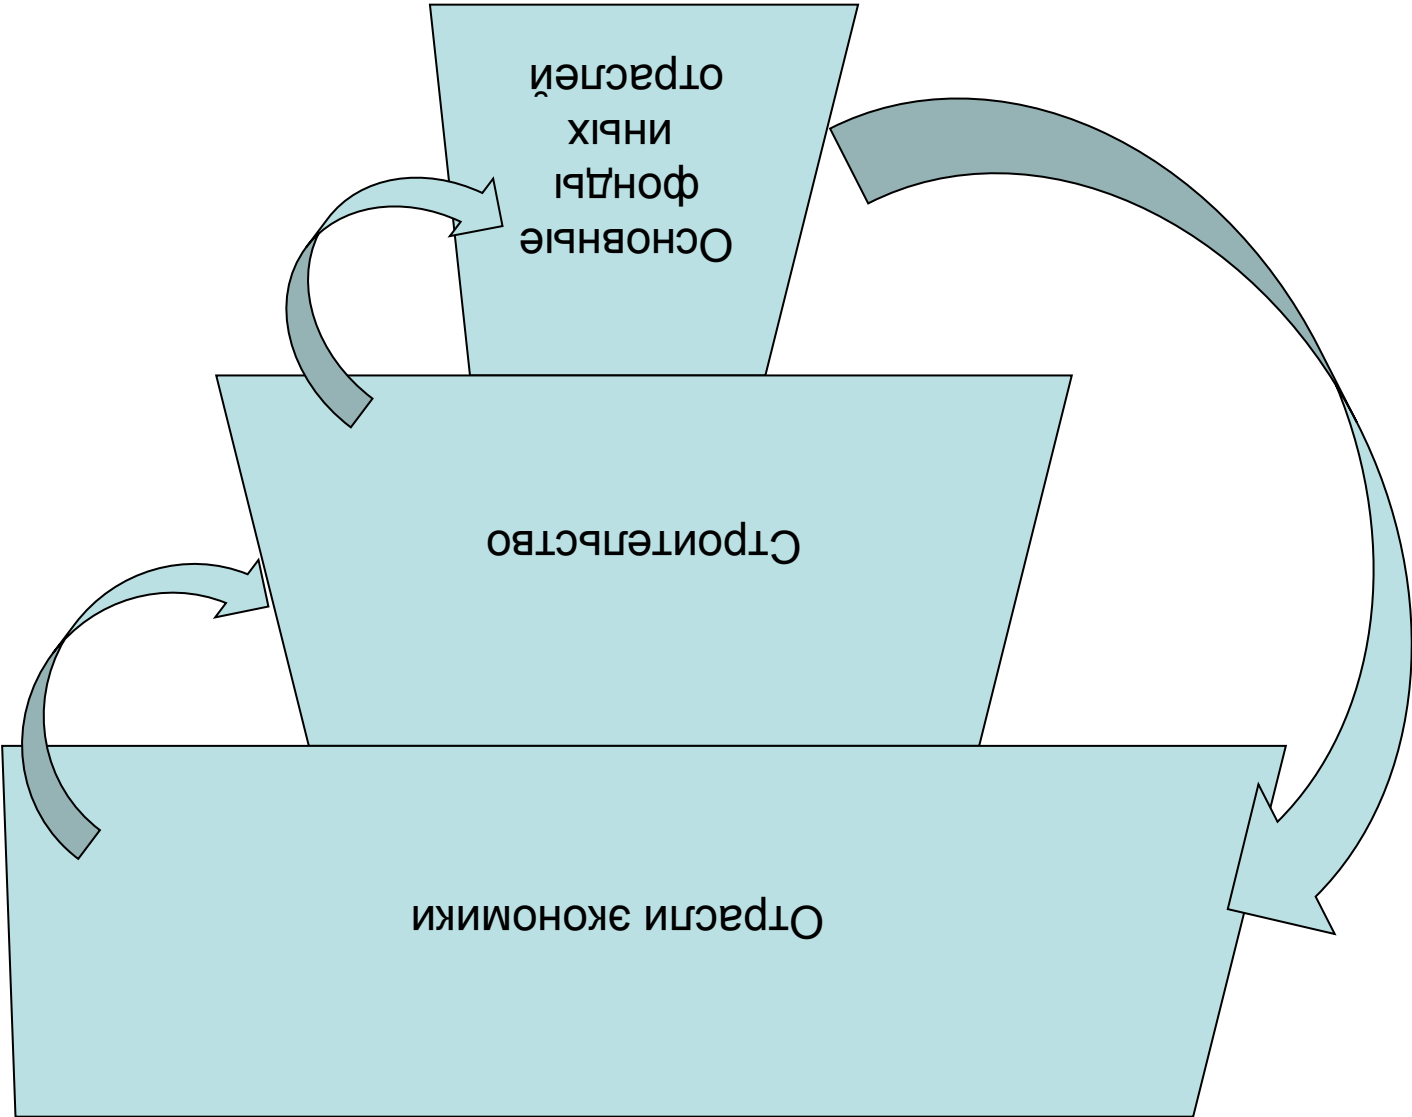 Отрасли экономики
Строительство
Основные
фонды
иных
отраслей